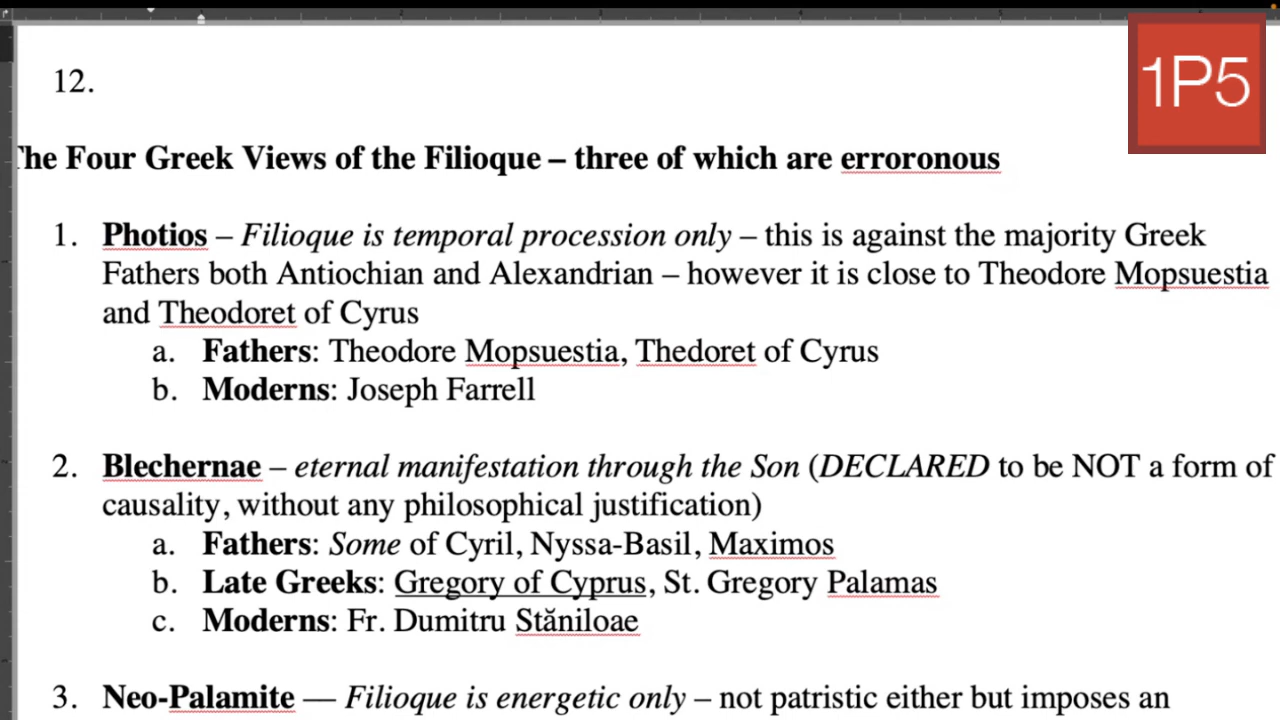 12.
1P5
The Four Greek Views of the Filioque – three of which are erroronous
1. Photios – Filioque is temporal procession only – this is against the majority Greek
Fathers both Antiochian and Alexandrian – however it is close to Theodore Mopsuestia
and Theodoret of Cyrus
a. Fathers: Theodore Mopsuestia, Thedoret of Cyrus
b. Moderns: Joseph Farrell
2. Blechernae – eternal manifestation through the Son (DECLARED to be NOT a form of
causality, without any philosophical justification)
a. Fathers: Some of Cyril, Nyssa-Basil, Maximos
b. Late Greeks: Gregory of Cyprus, St. Gregory Palamas
c. Moderns: Fr. Dumitru Stăniloae
3. Neo-Palamite — Filioque is energetic only – not patristic either but imposes an